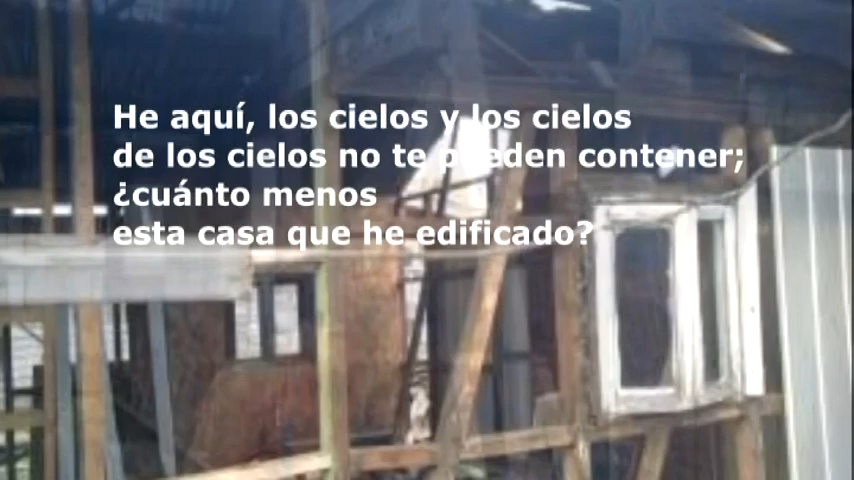 He aquí, los cielos y los cielos
de los cielos no te pueden contener;
¿cuánto menos
esta casa que he edificado?